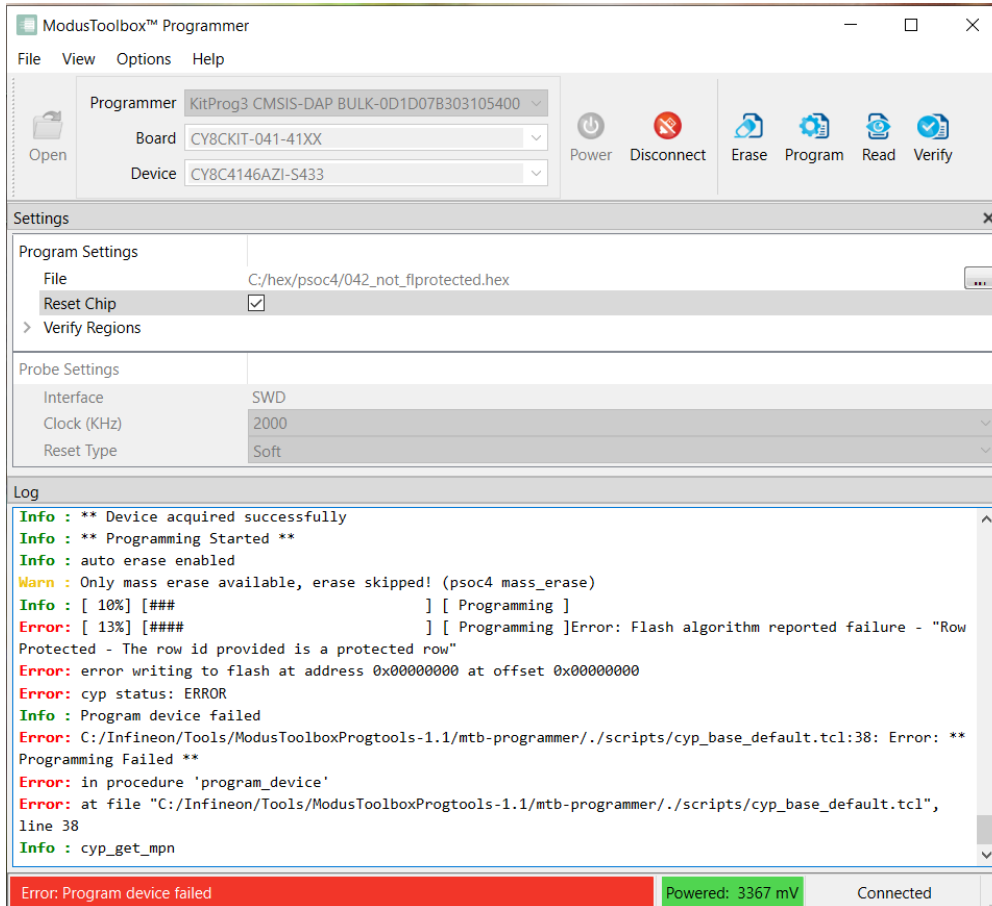 ModusToolbox™ Programmer
File View Options Help
Open
Programmer KitProg3 CMSIS-DAP BULK-0D1D07B303105400
Board CY8CKIT-041-41XX
Device CY8C4146AZI-S433
Power Disconnect Erase Program Read Verify
Settings
Program Settings
File C:/hex/psoc4/042_not_flprotected.hex
...
Reset Chip
Verify Regions
Probe Settings
Interface SWD
Clock (KHz) 2000
Reset Type Soft
Log
Info : ** Device acquired successfully
Info : ** Programming Started **
Info : auto erase enabled
Warn : Only mass erase available, erase skipped! (psoc4 mass_erase)
Info : [ 10%] [### ] [ Programming ]
Error: [ 13%] [#### ] [ Programming ]Error: Flash algorithm reported failure - "Row
Protected - The row id provided is a protected row"
Error: error writing to flash at address 0x00000000 at offset 0x00000000
Error: cyp status: ERROR
Info : Program device failed
Error: C:/Infineon/Tools/ModusToolboxProgtools-1.1/mtb-programmer/./scripts/cyp_base_default.tcl:38: Error: **
Programming Failed **
Error: in procedure 'program_device'
Error: at file "C:/Infineon/Tools/ModusToolboxProgtools-1.1/mtb-programmer/./scripts/cyp_base_default.tcl",
line 38
Info : cyp_get_mpn
Error: Program device failed
Powered: 3367 mV
Connected